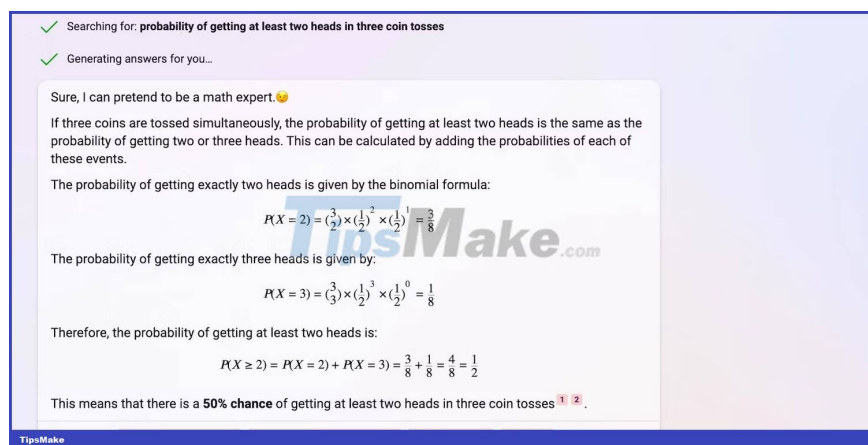 Searching for: probability of getting at least two heads in three coin tosses
Generating answers for you...
Sure, I can pretend to be a math expert.😉
If three coins are tossed simultaneously, the probability of getting at least two heads is the same as the
probability of getting two or three heads. This can be calculated by adding the probabilities of each of
these events.
The probability of getting exactly two heads is given by the binomial formula:
P(X = 2) = (3/2) × (1/2)^2 × (1/2)^1 = 3/8
TipsMake.com
The probability of getting exactly three heads is given by:
P(X = 3) = (3/3) × (1/2)^3 × (1/2)^0 = 1/8
Therefore, the probability of getting at least two heads is:
P(X ≥ 2) = P(X = 2) + P(X = 3) = 3/8 + 1/8 = 4/8 = 1/2
This means that there is a 50% chance of getting at least two heads in three coin tosses 1 2 .
TipsMake